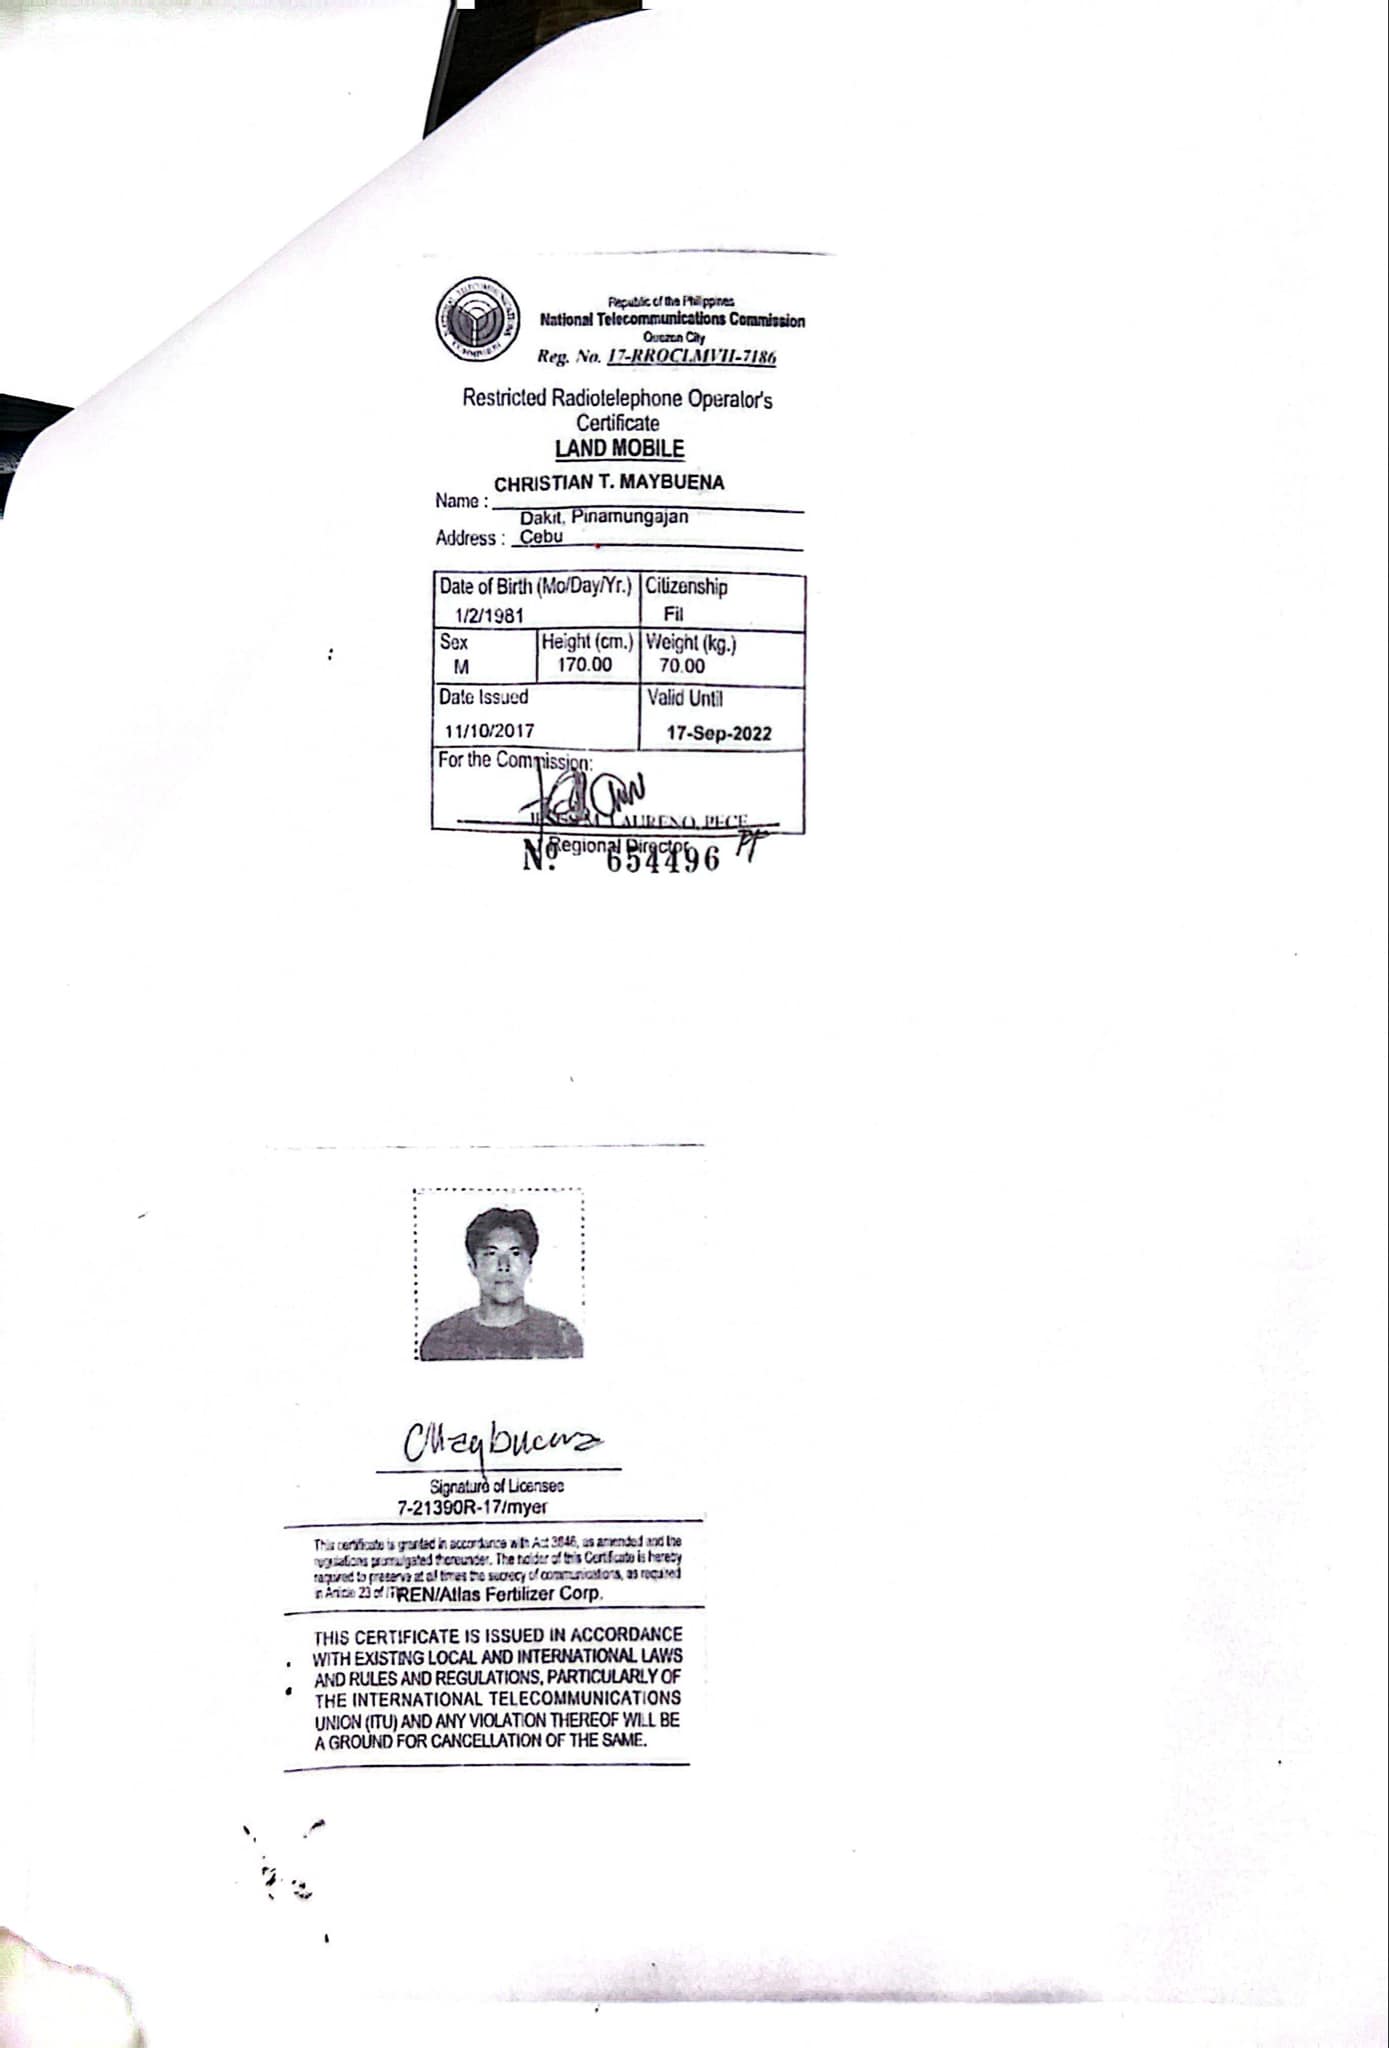 Republic of the Philippines
National Telecommunications Commission
Quezon City
Reg. No. 17-RROCLMVII-7186
Restricted Radiotelephone Operator's
Certificate
LAND MOBILE
CHRISTIAN T. MAYBUENA
Name :
Dakit, Pinamungajan
Address : Cebu
Date of Birth (Mo/Day/Yr.) Citizenship
1/2/1981 Fil
Sex Height (cm.) Weight (kg.)
M 170.00 70.00
Date Issued Valid Until
11/10/2017 17-Sep-2022
For the Commission:
LAURENO, PECE
Regional Director
No. 654496
CMaybuena
Signature of Licensee
7-21390R-17/myer
This certificate is granted in accordance with Act 3846, as amended and the
regulations promulgated thereunder. The holder of this Certificate is hereby
required to preserve at all times the secrecy of communications, as required
in Article 23 of REN/Atlas Fertilizer Corp.
THIS CERTIFICATE IS ISSUED IN ACCORDANCE
WITH EXISTING LOCAL AND INTERNATIONAL LAWS
AND RULES AND REGULATIONS, PARTICULARLY OF
THE INTERNATIONAL TELECOMMUNICATIONS
UNION (ITU) AND ANY VIOLATION THEREOF WILL BE
A GROUND FOR CANCELLATION OF THE SAME.